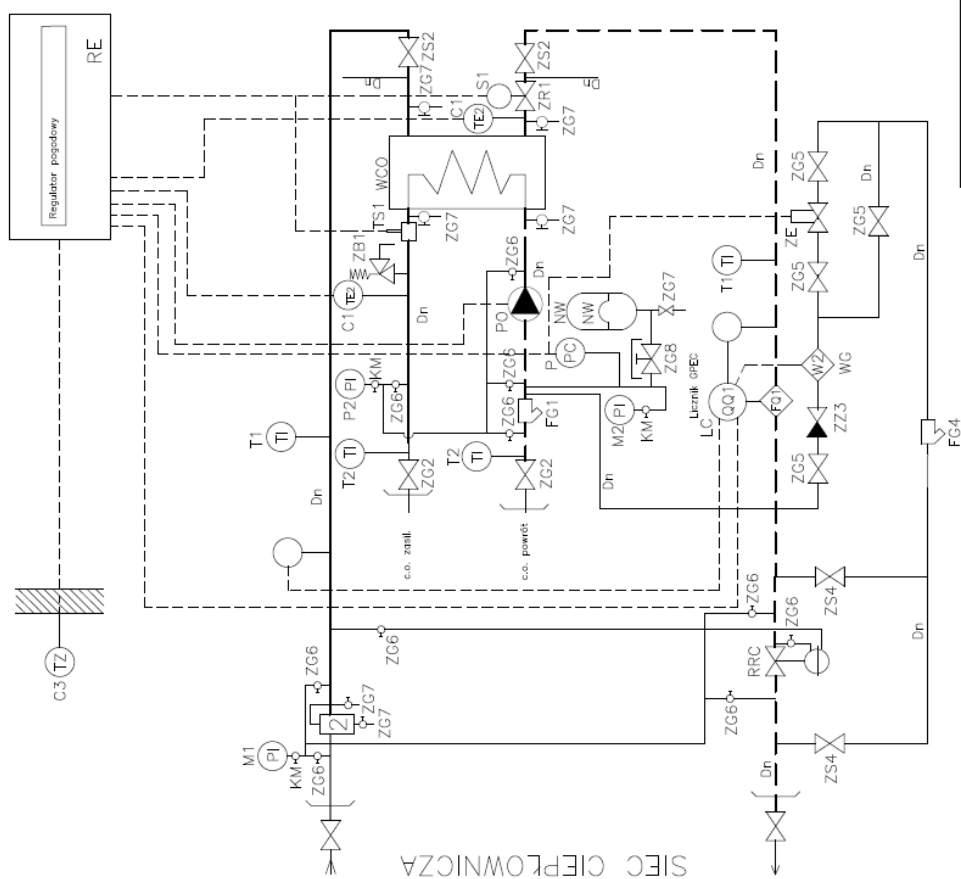 RE
Regulator pogodowy
C3
TZ
ZS2
ZG7
S1
C1
TE2
ZS2
ZR1
ZG7
WCO
TS1
ZG7
ZG7
ZB1
C1
TE2
Dn
ZG6
Dn
PO
NW
NW
ZG7
P
PC
ZG8
P2
PI
KM
ZG6
ZG6
ZG6
FG1
M2
PI
KM
T1
TI
T2
TI
ZG2
T2
TI
ZG2
Dn
c.o. zasil.
c.o. powrót
Dn
Dn
T1
TI
ZG5
ZE
ZG5
Dn
ZG5
Licznik GPEC
LC
QQ1
FQ1
W2
WG
ZZ3
ZG5
Dn
FG4
M1
PI
KM
ZG6
ZG6
2
ZG7
ZG7
ZG6
ZG6
ZG6
RRC
ZG6
ZS4
Dn
ZS4
Dn
SIEC CIEPŁOWNICZA